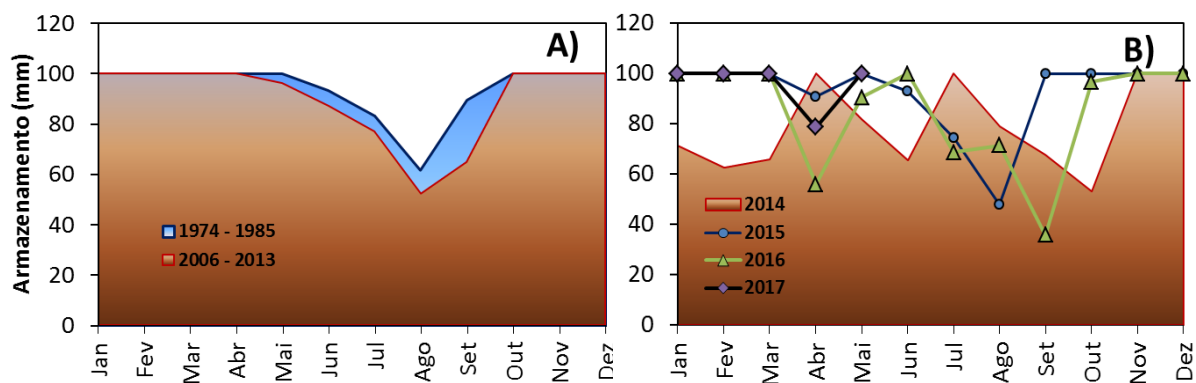 Armazenamento (mm)
120
100
80
60
40
20
0
A)
1974 - 1985
2006 - 2013
Jan
Fev
Mar
Abr
Mai
Jun
Jul
Ago
Set
Out
Nov
Dez
120
100
80
60
40
20
0
B)
2014
2015
2016
2017
Jan
Fev
Mar
Abr
Mai
Jun
Jul
Ago
Set
Out
Nov
Dez